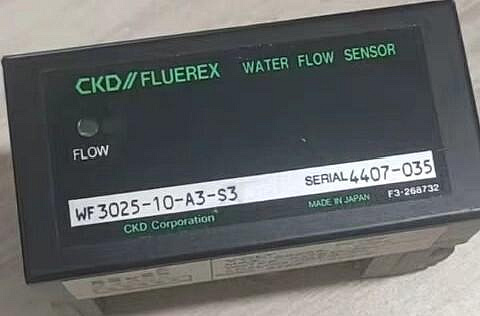 CKD//FLUEREX WATER FLOW SENSOR
FLOW
WF3025-10-A3-S3 SERIAL 4407-035
CKD Corporation MADE IN JAPAN F3-268732